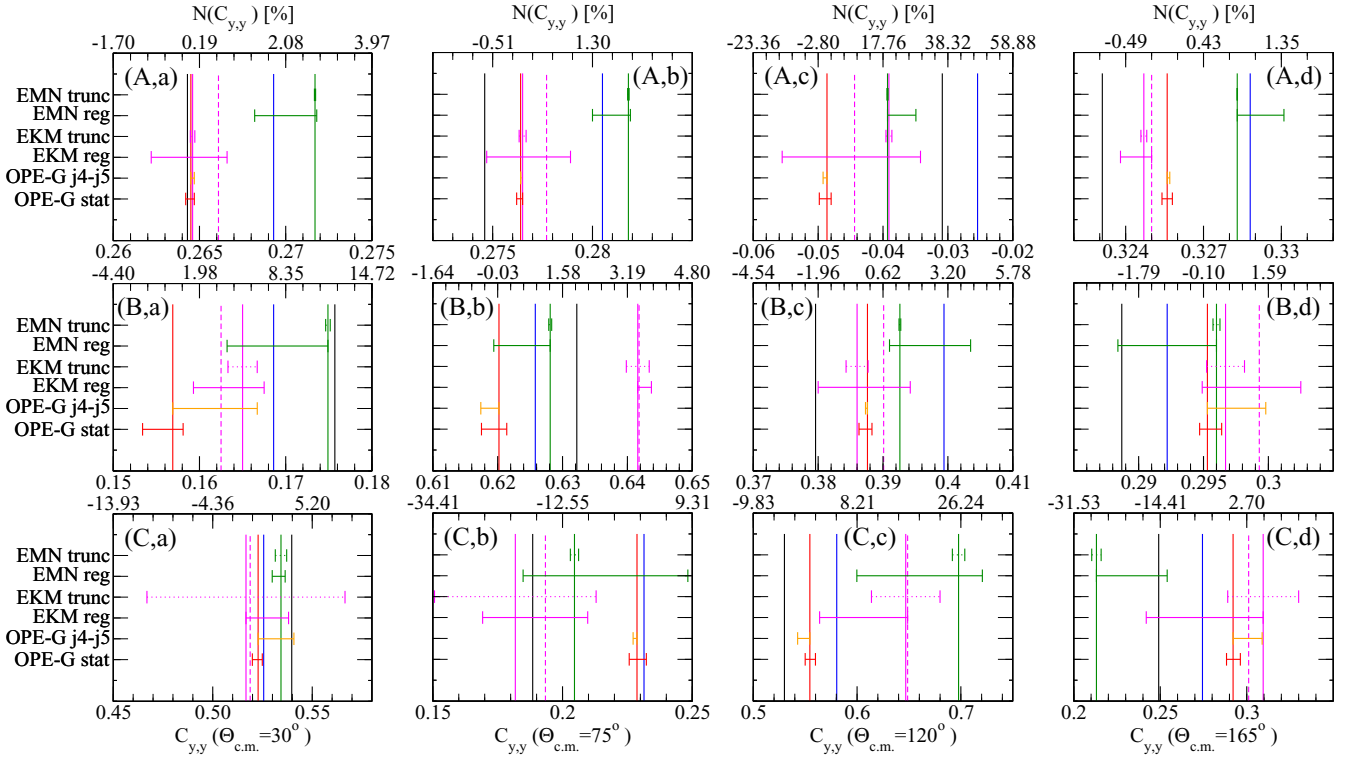 N(C_{y,y}) [%] N(C_{y,y}) [%] N(C_{y,y}) [%] N(C_{y,y}) [%]
-1.70 0.19 2.08 3.97 -0.51 1.30 -23.36 -2.80 17.76 38.32 58.88 -0.49 0.43 1.35
(A,a) (A,b) (A,c) (A,d)
EMN trunc
EMN reg
EKM trunc
EKM reg
OPE-G j4-j5
OPE-G stat
0.26 0.265 0.27 0.275 0.275 0.28 -0.06 -0.05 -0.04 -0.03 -0.02 0.324 0.327 0.33
-4.40 1.98 8.35 14.72 -1.64 -0.03 1.58 3.19 4.80 -4.54 -1.96 0.62 3.20 5.78 -1.79 -0.10 1.59
(B,a) (B,b) (B,c) (B,d)
EMN trunc
EMN reg
EKM trunc
EKM reg
OPE-G j4-j5
OPE-G stat
0.15 0.16 0.17 0.18 0.62 0.63 0.64 0.65 0.61 0.37 0.38 0.39 0.4 0.41 0.29 0.295 0.3
-13.93 -4.36 5.20 -34.41 -12.55 9.31 -9.83 8.21 26.24 -31.53 -14.41 2.70
(C,a) (C,b) (C,c) (C,d)
EMN trunc
EMN reg
EKM trunc
EKM reg
OPE-G j4-j5
OPE-G stat
0.45 0.50 0.55 0.15 0.2 0.25 0.5 0.6 0.7 0.2 0.3
C_{y,y} (Θ_{c.m.}=30°) C_{y,y} (Θ_{c.m.}=75°) C_{y,y} (Θ_{c.m.}=120°) C_{y,y} (Θ_{c.m.}=165°)